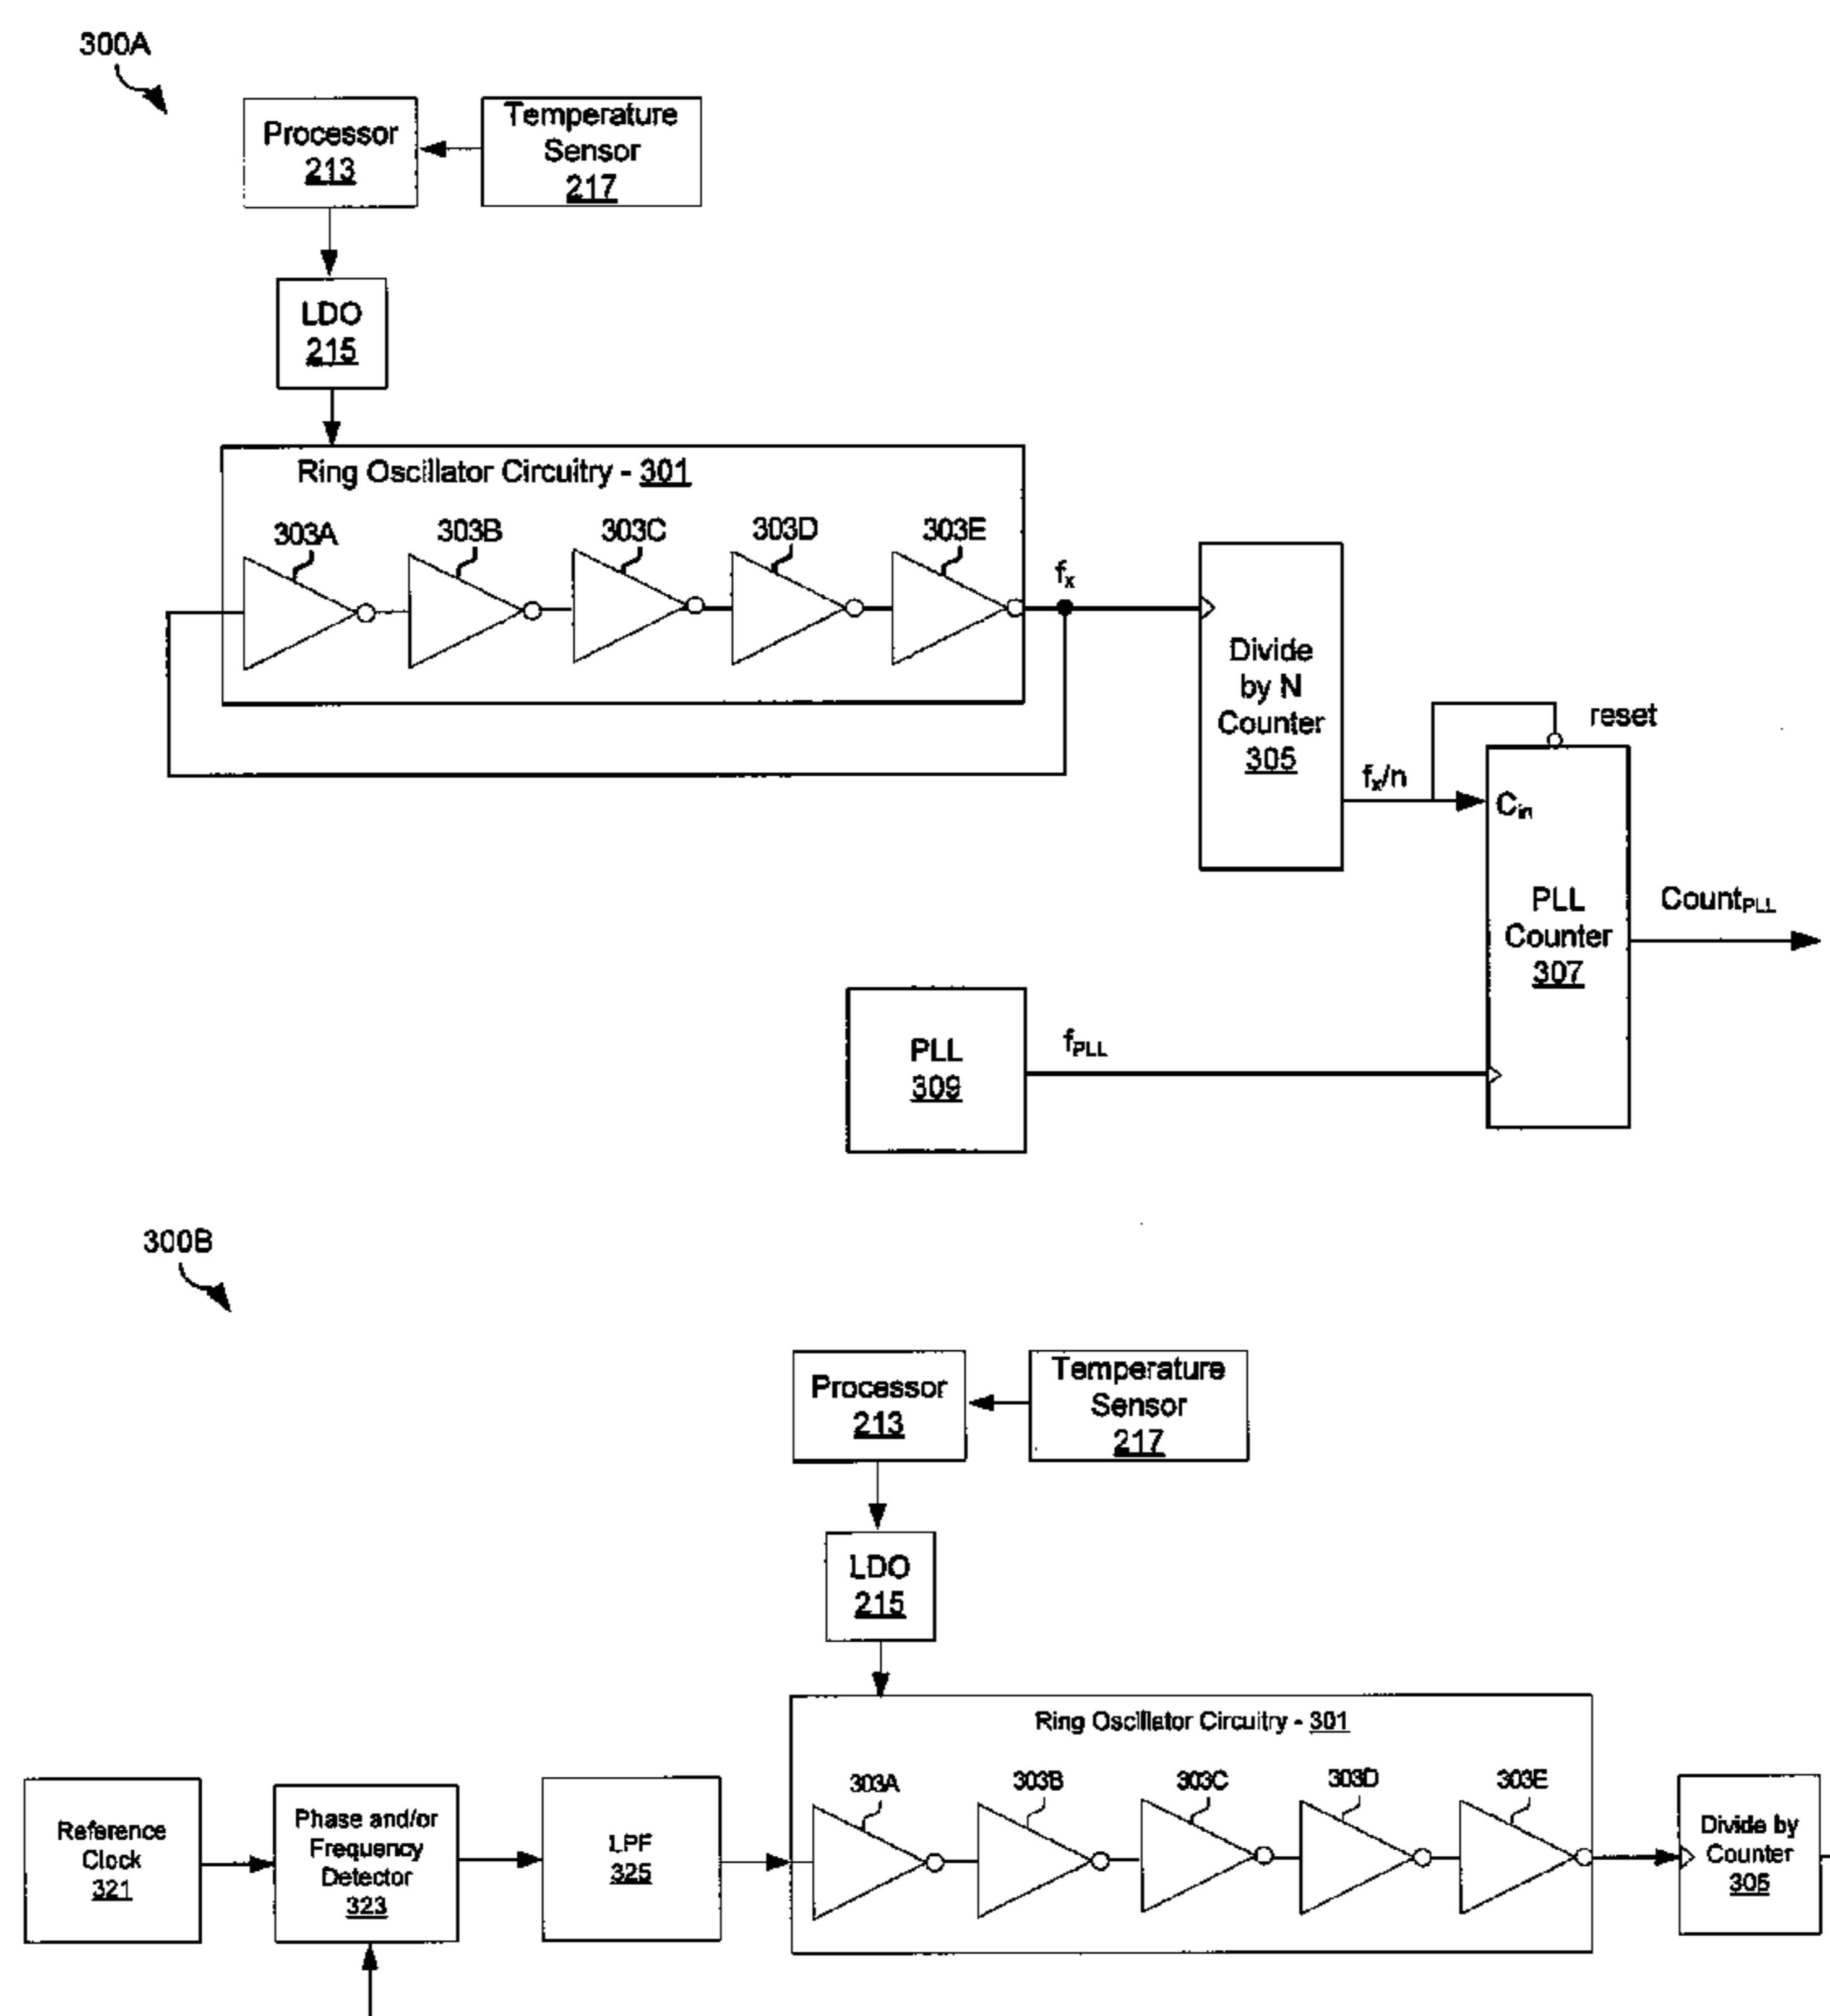 300A
Processor
213
Temperature
Sensor
217
LDO
215
Ring Oscillator Circuitry - 301
303A
303B
303C
303D
303E
fx
Divide
by N
Counter
305
fx/n
reset
Cin
PLL
Counter
307
CountPLL
PLL
309
fPLL
300B
Processor
213
Temperature
Sensor
217
LDO
215
Ring Oscillator Circuitry - 301
303A
303B
303C
303D
303E
Reference
Clock
321
Phase and/or
Frequency
Detector
323
LPF
325
Divide by
Counter
306